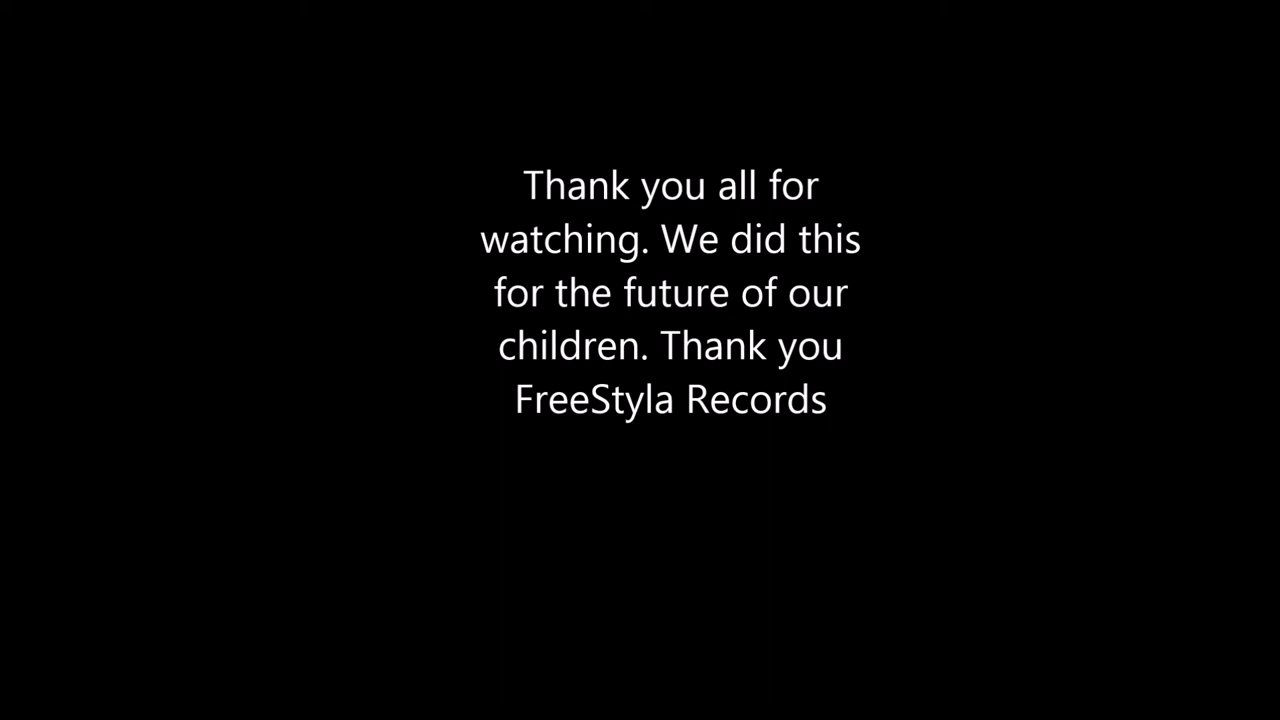 Thank you all for
watching. We did this
for the future of our
children. Thank you
FreeStyla Records